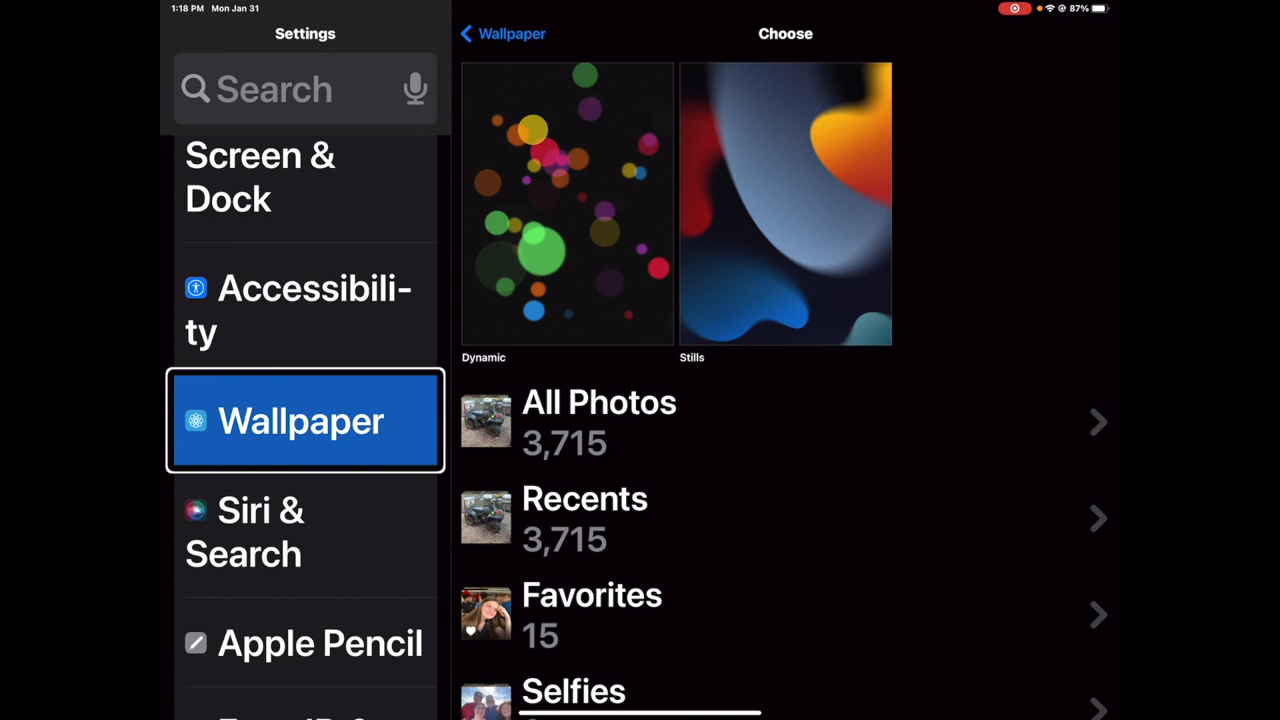 1:18 PM Mon Jan 31
87%
Settings
Search
Screen &
Dock
Accessibili-
ty
Wallpaper
Siri &
Search
Apple Pencil
Wallpaper
Choose
Dynamic
Stills
All Photos
3,715
Recents
3,715
Favorites
15
Selfies